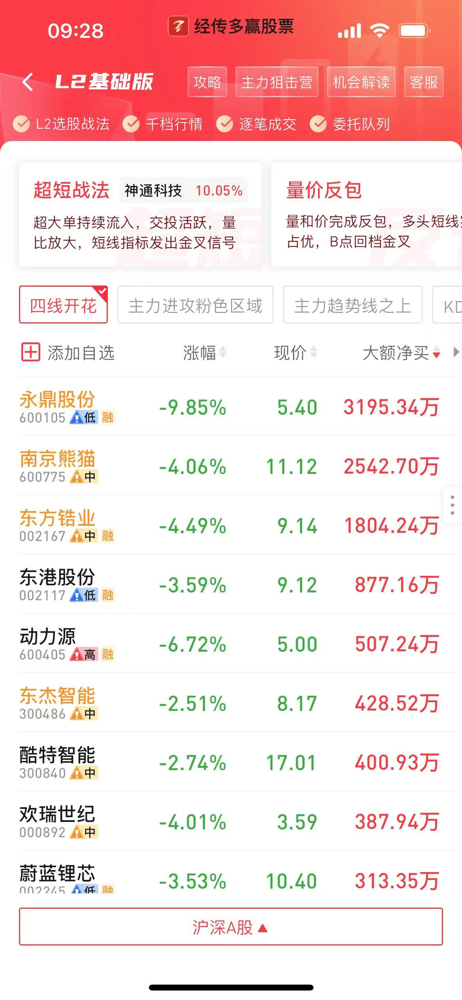 09:28
经传多赢股票
L2基础版
攻略
主力狙击营
机会解读
客服
L2选股战法
千档行情
逐笔成交
委托队列
超短战法 神通科技 10.05%
超大单持续流入，交投活跃，量
比放大，短线指标发出金叉信号
量价反包
量和价完成反包，多头短线
占优，B点回档金叉
四线开花
主力进攻粉色区域
主力趋势线之上
KD
添加自选 涨幅 现价 大额净买
永鼎股份 -9.85% 5.40 3195.34万
600105 低 融
南京熊猫 -4.06% 11.12 2542.70万
600775 中
东方锆业 -4.49% 9.14 1804.24万
002167 中 融
东港股份 -3.59% 9.12 877.16万
002117 低 融
动力源 -6.72% 5.00 507.24万
600405 高 融
东杰智能 -2.51% 8.17 428.52万
300486 中
酷特智能 -2.74% 17.01 400.93万
300840 中
欢瑞世纪 -4.01% 3.59 387.94万
000892 中
蔚蓝锂芯 -3.53% 10.40 313.35万
002245 低 融
沪深A股